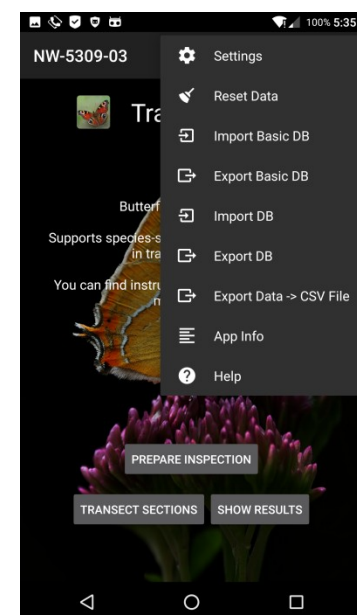 100% 5:35
NW-5309-03
Settings
Reset Data
Import Basic DB
Export Basic DB
Import DB
Export DB
Export Data -> CSV File
App Info
Help
Supports species-s
in tra
You can find instru
PREPARE INSPECTION
TRANSECT SECTIONS
SHOW RESULTS